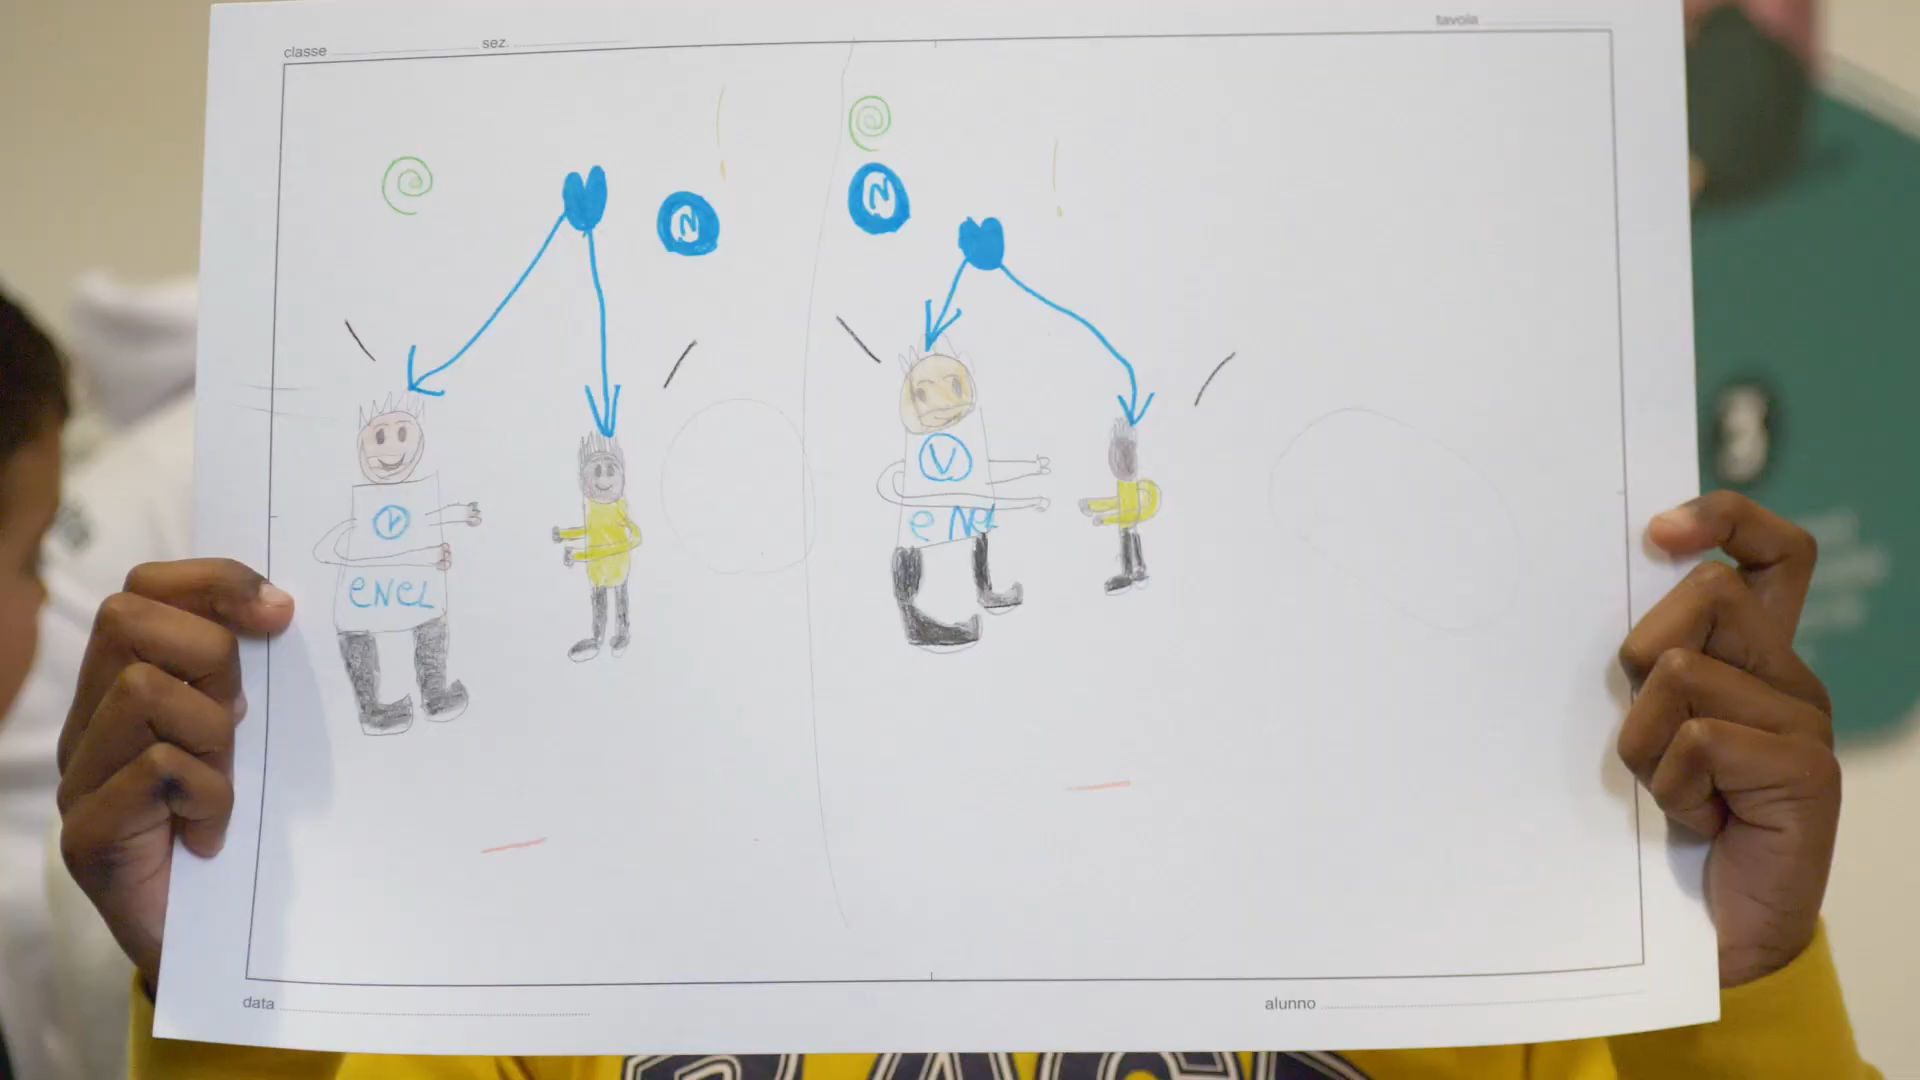 classe sez. tavola
N
N
V
V
eNeL
eNeL
data alunno